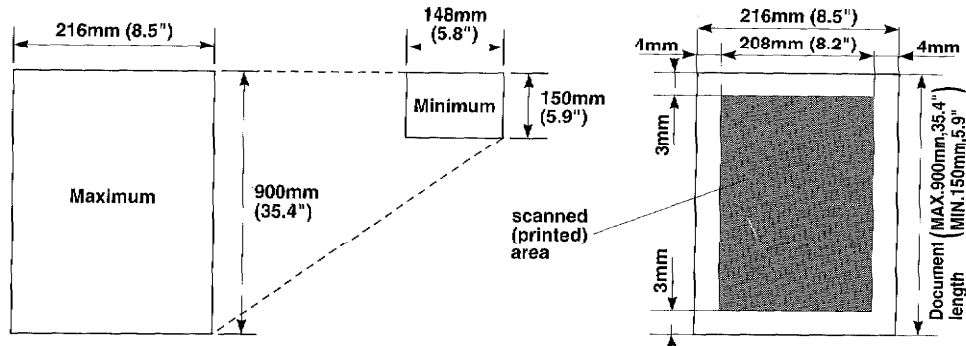 216mm (8.5")
Maximum
900mm
(35.4")
148mm
(5.8")
Minimum
150mm
(5.9")
216mm (8.5")
208mm (8.2")
4mm
4mm
3mm
3mm
scanned
(printed)
area
Document
length
(MAX.900mm,35.4")
(MIN.150mm,5.9"